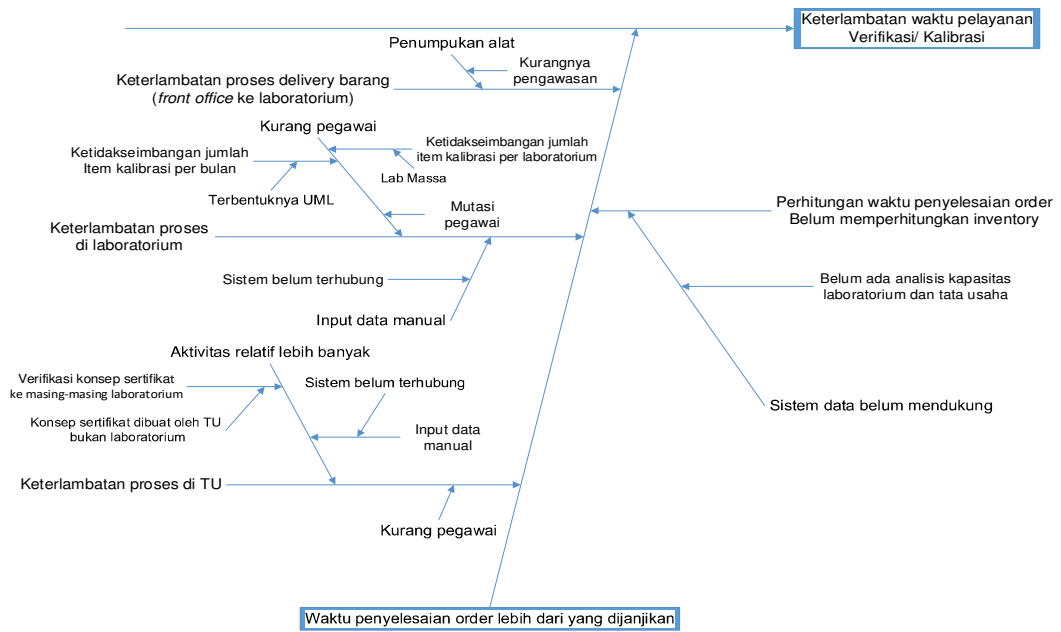 Keterlambatan waktu pelayanan
Verifikasi/ Kalibrasi
Penumpukan alat
Kurangnya
pengawasan
Keterlambatan proses delivery barang
(front office ke laboratorium)
Kurang pegawai
Ketidakseimbangan jumlah
item kalibrasi per laboratorium
Ketidakseimbangan jumlah
Item kalibrasi per bulan
Lab Massa
Terbentuknya UML
Mutasi
pegawai
Keterlambatan proses
di laboratorium
Perhitungan waktu penyelesaian order
Belum memperhitungkan inventory
Sistem belum terhubung
Belum ada analisis kapasitas
laboratorium dan tata usaha
Input data manual
Aktivitas relatif lebih banyak
Verifikasi konsep sertifikat
ke masing-masing laboratorium
Sistem belum terhubung
Konsep sertifikat dibuat oleh TU
bukan laboratorium
Input data
manual
Sistem data belum mendukung
Keterlambatan proses di TU
Kurang pegawai
Waktu penyelesaian order lebih dari yang dijanjikan